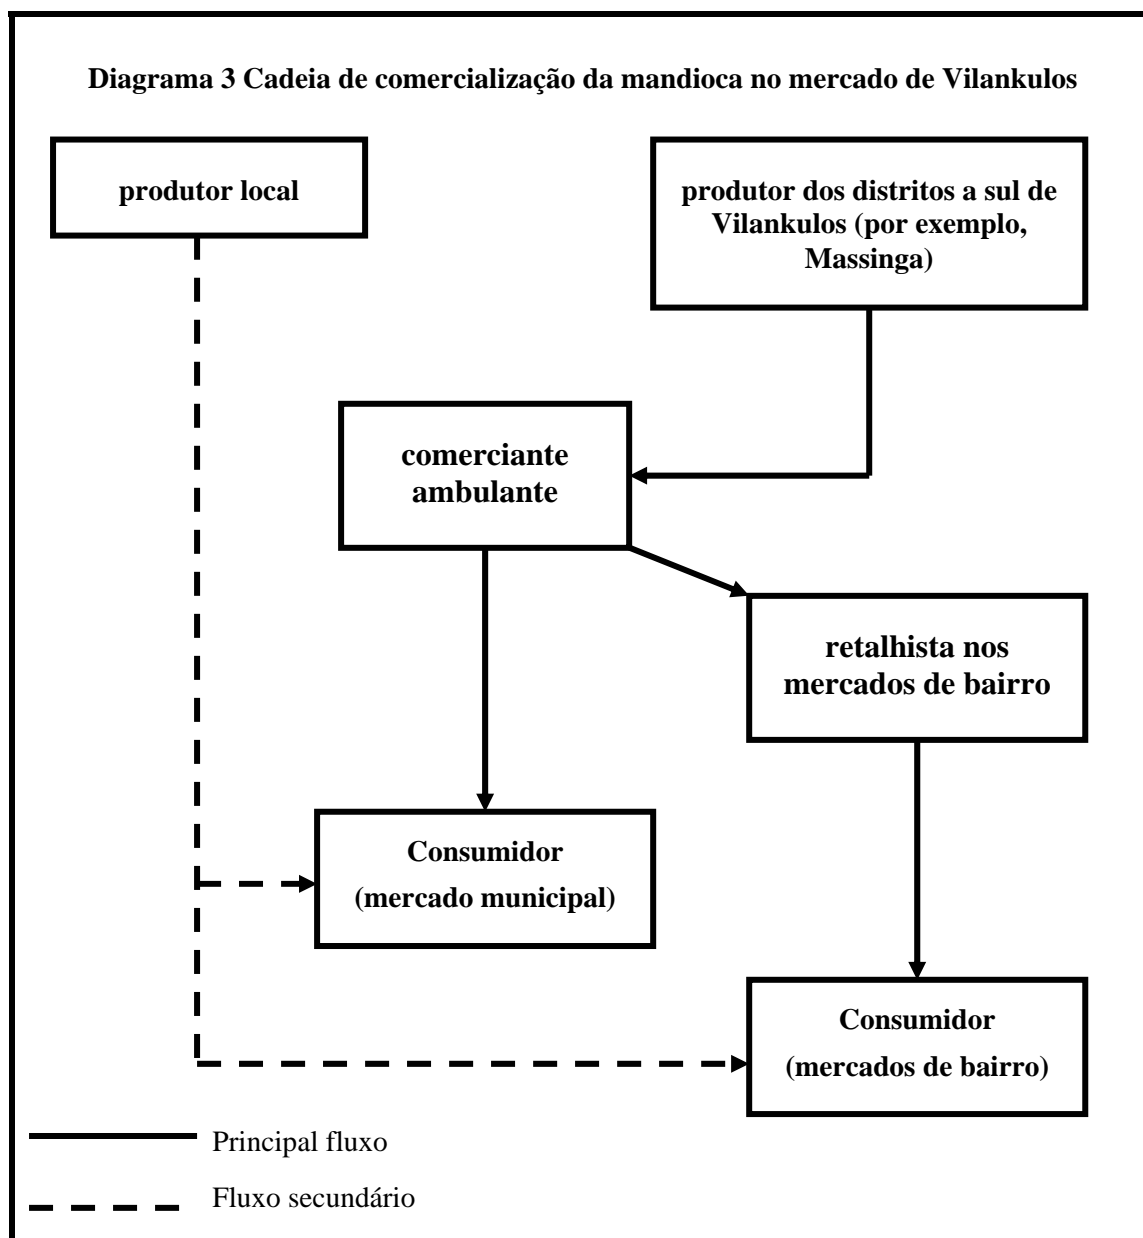 Diagrama 3 Cadeia de comercialização da mandioca no mercado de Vilankulos
produtor local
produtor dos distritos a sul de
Vilankulos (por exemplo,
Massinga)
comerciante
ambulante
retalhista nos
mercados de bairro
Consumidor
(mercado municipal)
Consumidor
(mercados de bairro)
Principal fluxo
Fluxo secundário